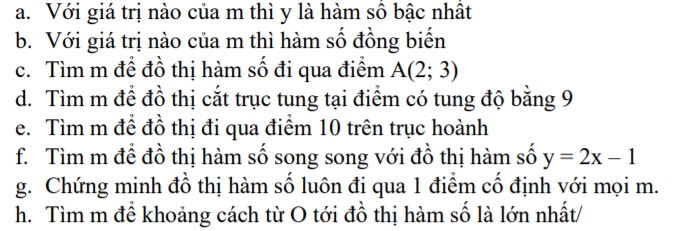 a. Với giá trị nào của m thì y là hàm số bậc nhất
b. Với giá trị nào của m thì hàm số đồng biến
c. Tìm m để đồ thị hàm số đi qua điểm A(2; 3)
d. Tìm m để đồ thị cắt trục tung tại điểm có tung độ bằng 9
e. Tìm m để đồ thị đi qua điểm 10 trên trục hoành
f. Tìm m để đồ thị hàm số song song với đồ thị hàm số y = 2x – 1
g. Chứng minh đồ thị hàm số luôn đi qua 1 điểm cố định với mọi m.
h. Tìm m để khoảng cách từ O tới đồ thị hàm số là lớn nhất/